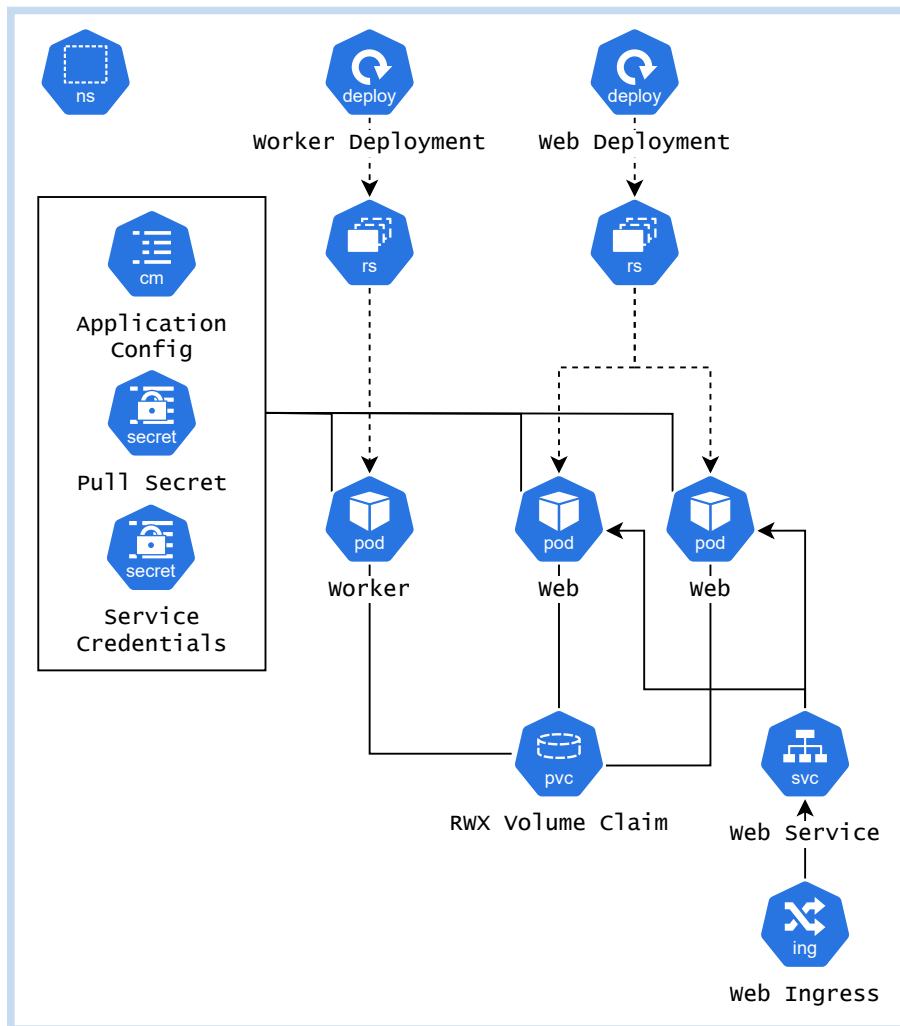 ns
deploy
deploy
Worker Deployment
Web Deployment
rs
rs
cm
Application
Config
secret
Pull Secret
secret
Service
Credentials
pod
pod
pod
Worker
Web
Web
pvc
RWX Volume Claim
svc
Web Service
ing
Web Ingress